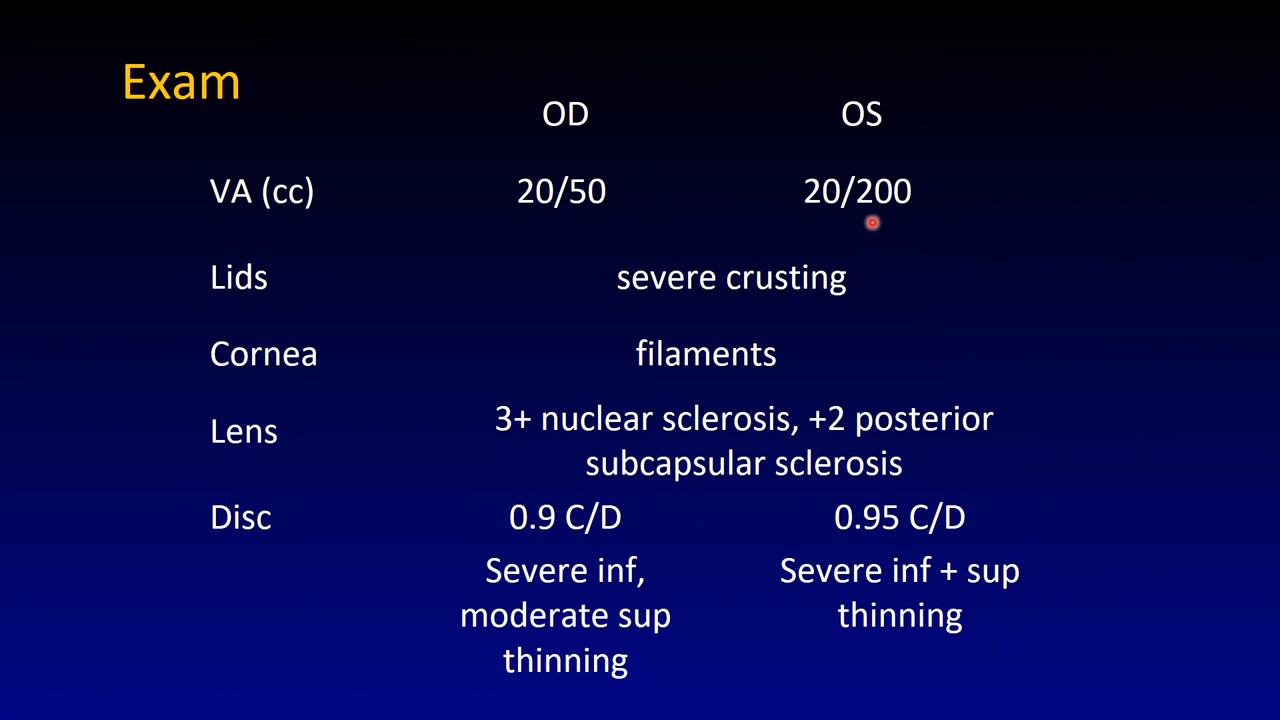 Exam
OD OS
VA (cc) 20/50 20/200
Lids severe crusting
Cornea filaments
Lens 3+ nuclear sclerosis, +2 posterior
subcapsular sclerosis
Disc 0.9 C/D 0.95 C/D
Severe inf, Severe inf + sup
moderate sup thinning
thinning